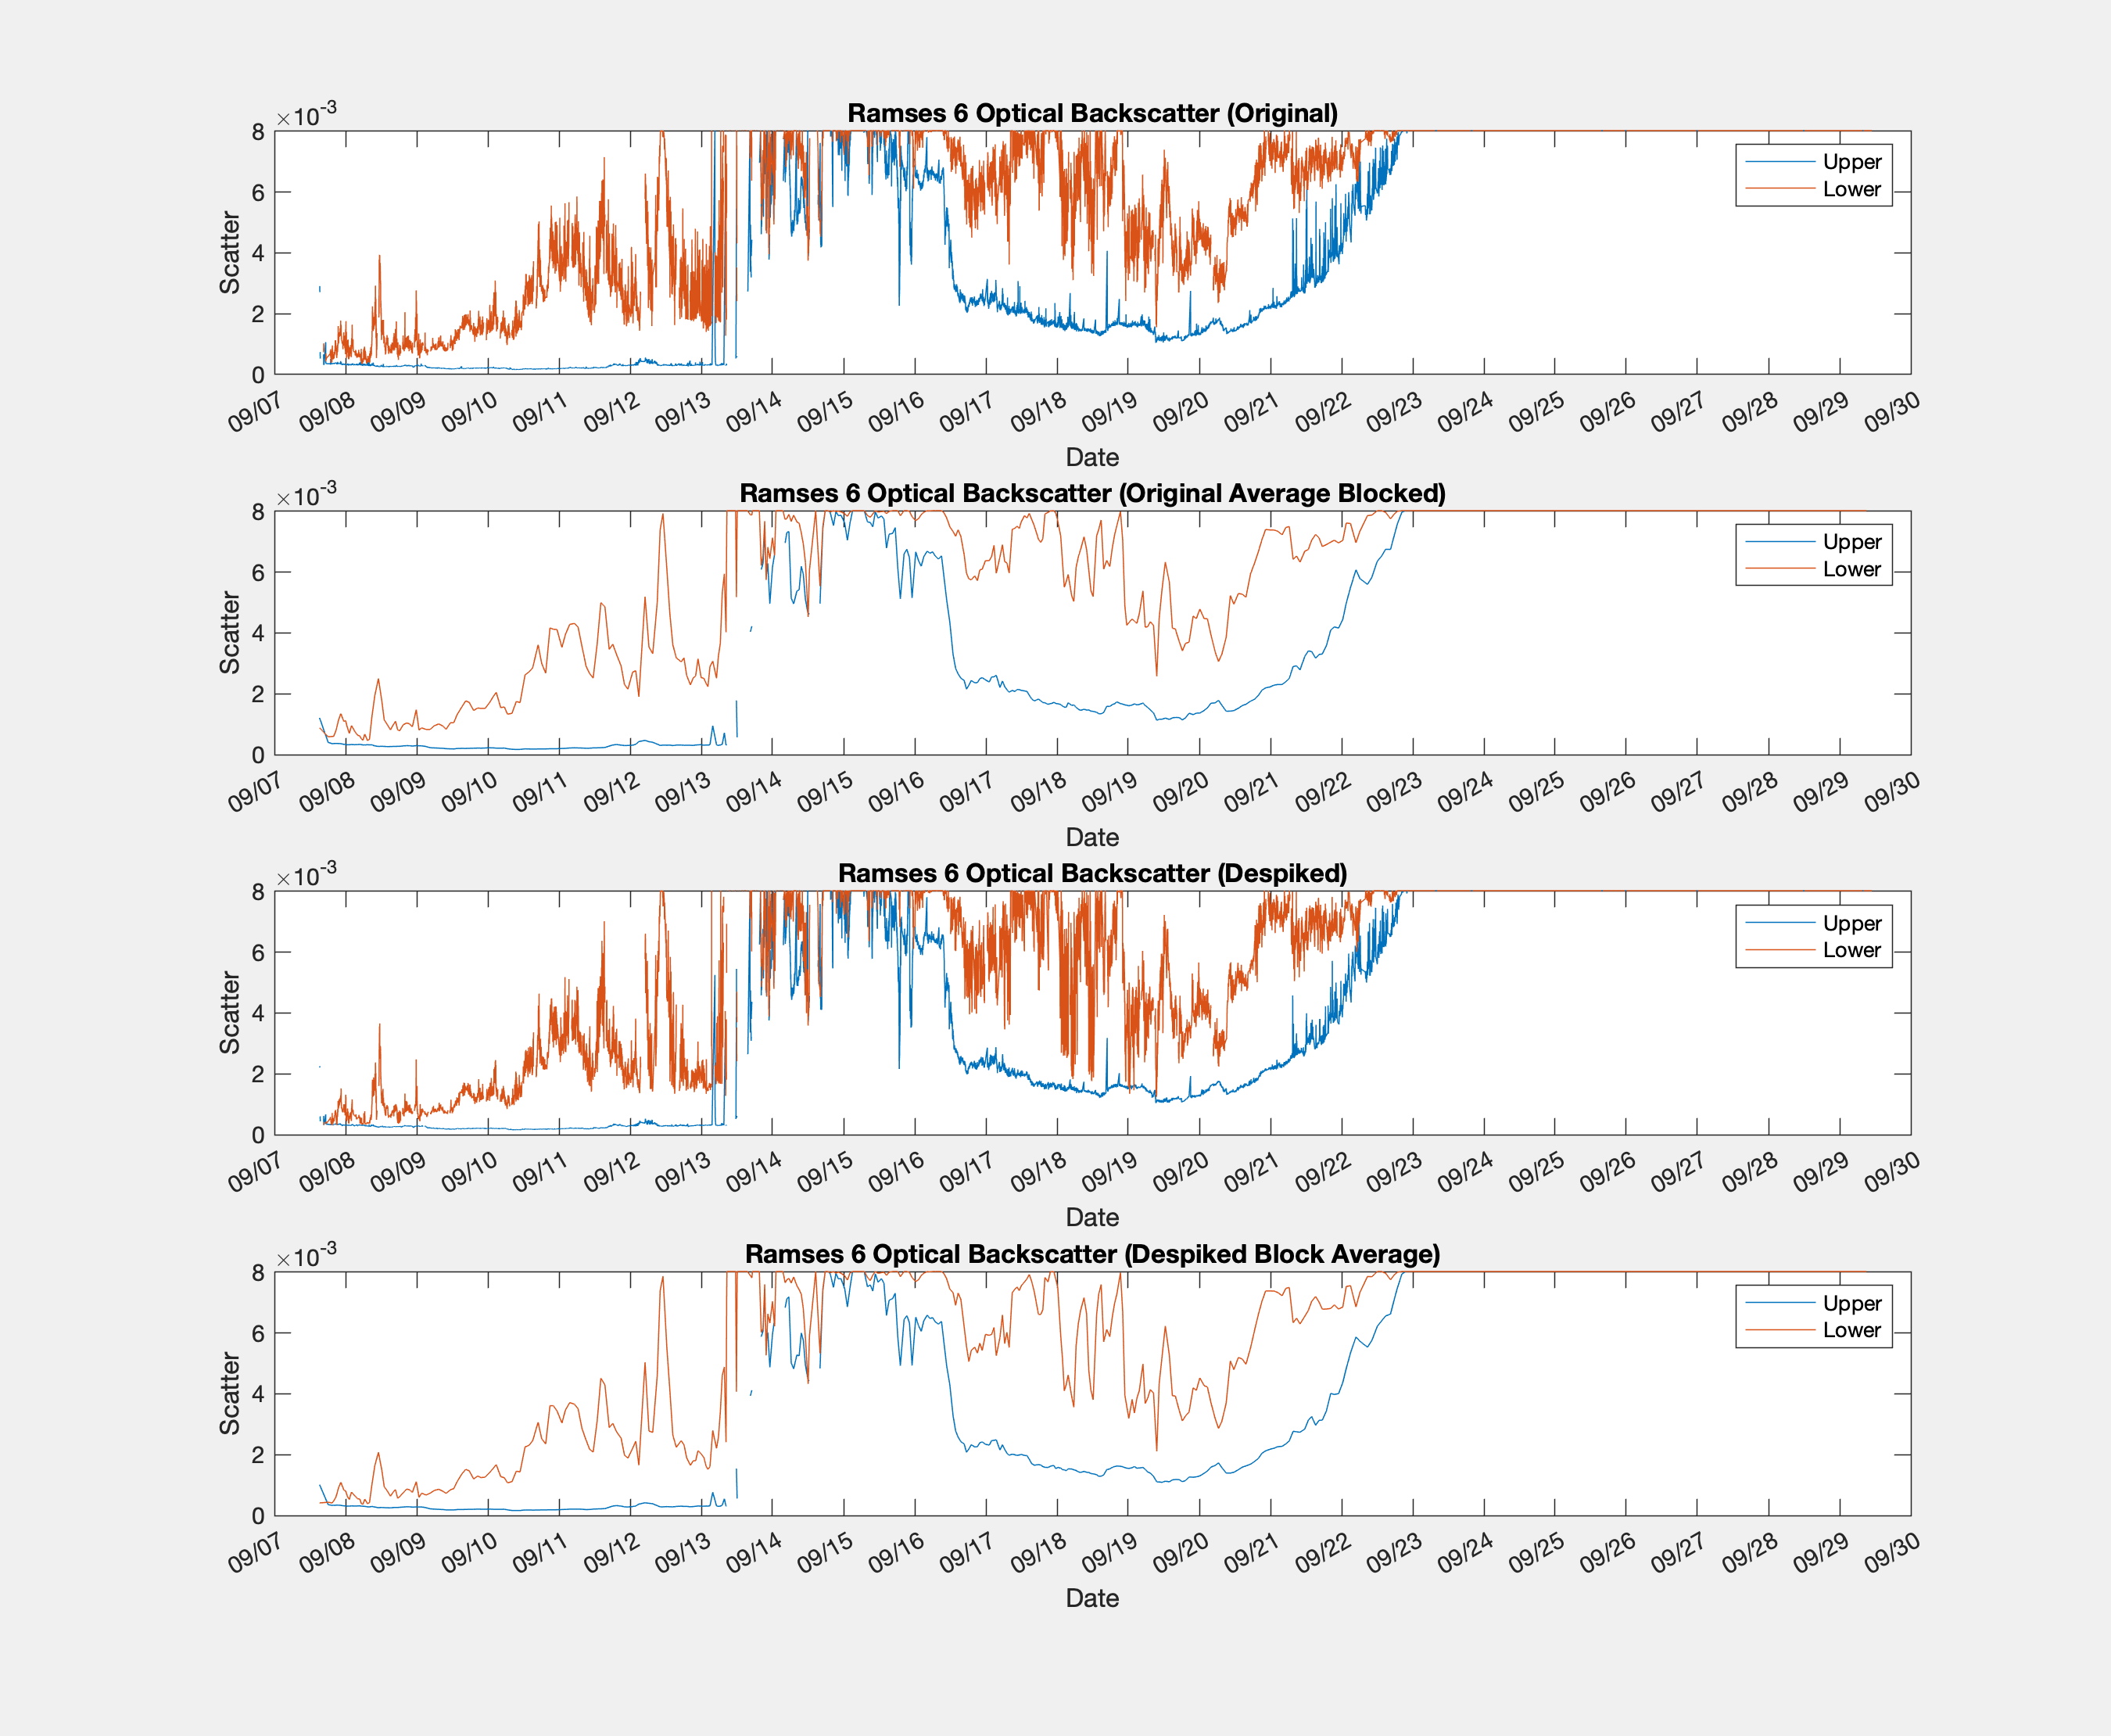 Ramses 6 Optical Backscatter (Original)
×10-3
8
6
4
2
0
Scatter
Upper
Lower
09/07 09/08 09/09 09/10 09/11 09/12 09/13 09/14 09/15 09/16 09/17 09/18 09/19 09/20 09/21 09/22 09/23 09/24 09/25 09/26 09/27 09/28 09/29 09/30
Date
Ramses 6 Optical Backscatter (Original Average Blocked)
×10-3
8
6
4
2
0
Scatter
Upper
Lower
09/07 09/08 09/09 09/10 09/11 09/12 09/13 09/14 09/15 09/16 09/17 09/18 09/19 09/20 09/21 09/22 09/23 09/24 09/25 09/26 09/27 09/28 09/29 09/30
Date
Ramses 6 Optical Backscatter (Despiked)
×10-3
8
6
4
2
0
Scatter
Upper
Lower
09/07 09/08 09/09 09/10 09/11 09/12 09/13 09/14 09/15 09/16 09/17 09/18 09/19 09/20 09/21 09/22 09/23 09/24 09/25 09/26 09/27 09/28 09/29 09/30
Date
Ramses 6 Optical Backscatter (Despiked Block Average)
×10-3
8
6
4
2
0
Scatter
Upper
Lower
09/07 09/08 09/09 09/10 09/11 09/12 09/13 09/14 09/15 09/16 09/17 09/18 09/19 09/20 09/21 09/22 09/23 09/24 09/25 09/26 09/27 09/28 09/29 09/30
Date